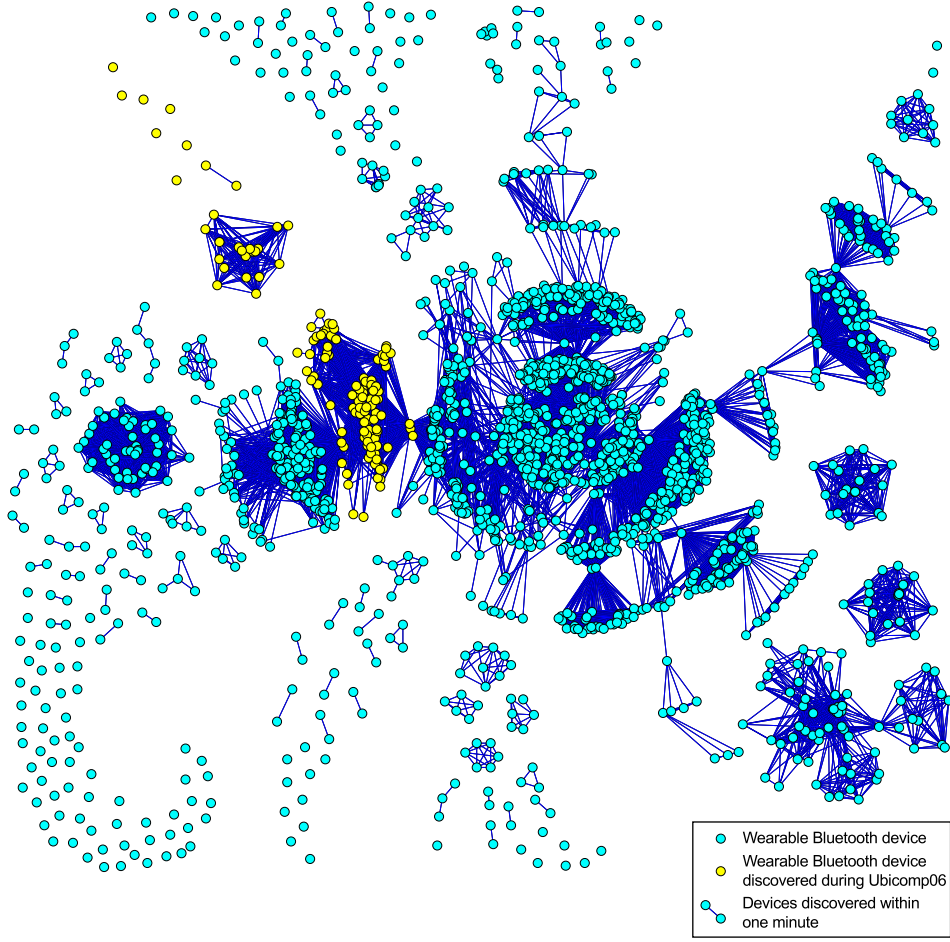 Wearable Bluetooth device
Wearable Bluetooth device
discovered during Ubicomp06
Devices discovered within
one minute